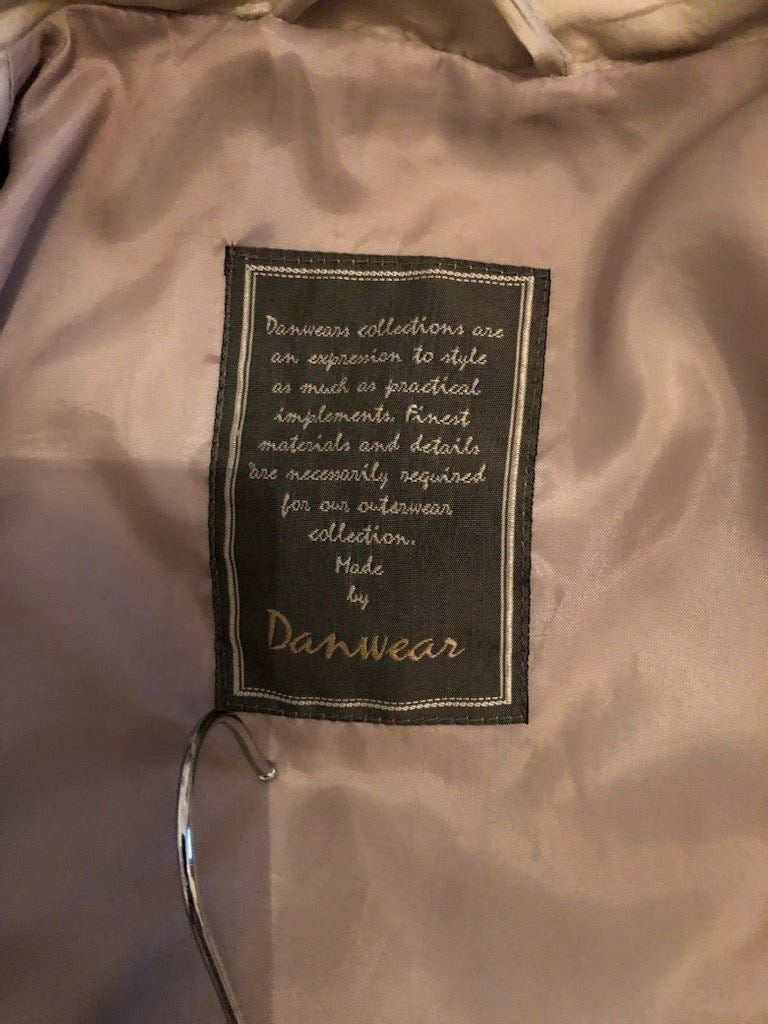 Danwears collections are
an expression to style
as much as practical
implements. Finest
materials and details
are necessarily required
for our outerwear
collection.
Made
by
Danwear